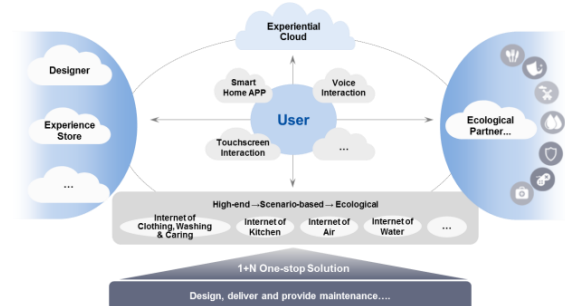 Experiential
Cloud
Designer
Experience
Store
...
Smart
Home APP
Voice
Interaction
User
Touchscreen
Interaction
...
Ecological
Partner...
High-end →Scenario-based→ Ecological
Internet of
Clothing, Washing
& Caring
Internet of
Kitchen
Internet of
Air
Internet of
Water
...
1+N One-stop Solution
Design, deliver and provide maintenance....